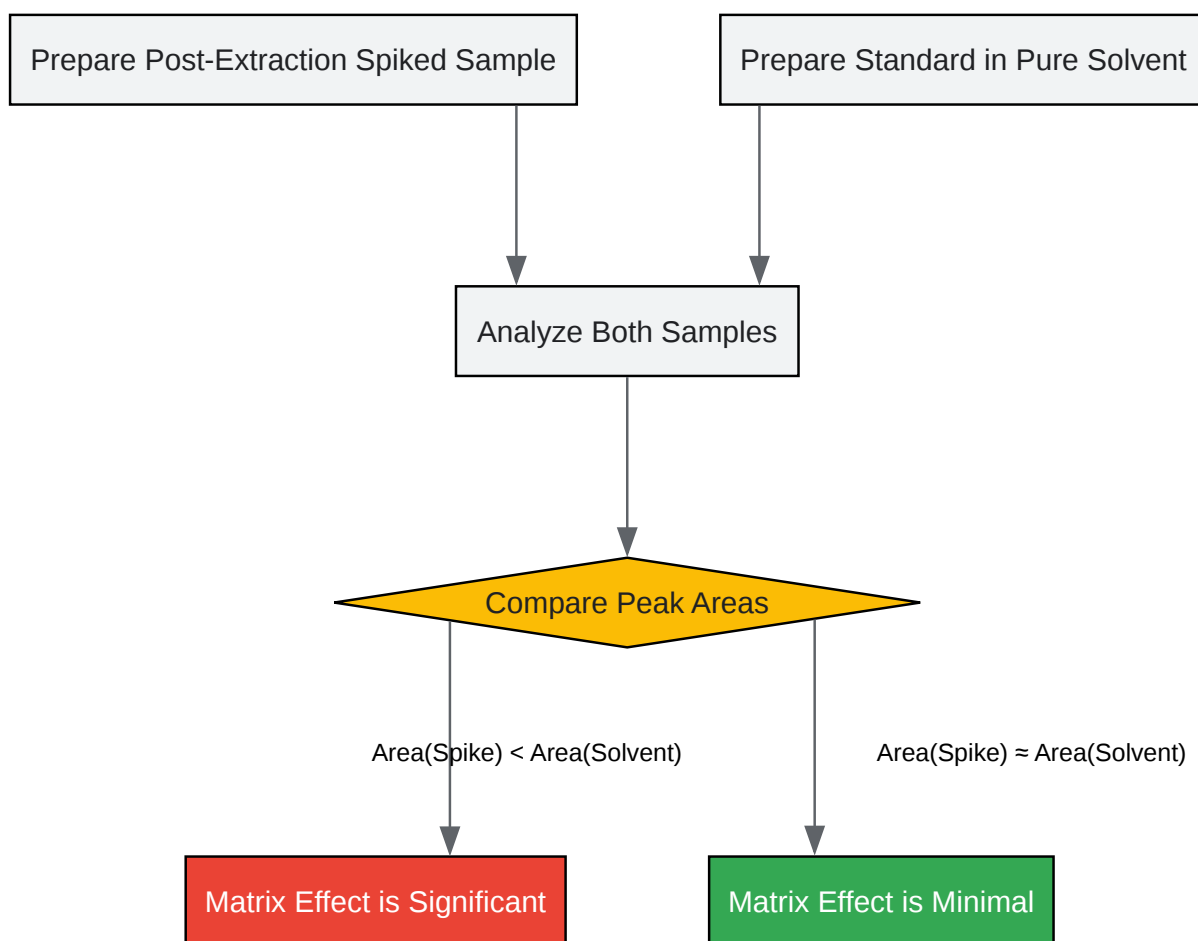 Prepare Post-Extraction Spiked Sample
Prepare Standard in Pure Solvent
Analyze Both Samples
Compare Peak Areas
Area(Spike) < Area(Solvent)
Area(Spike) ≈ Area(Solvent)
Matrix Effect is Significant
Matrix Effect is Minimal